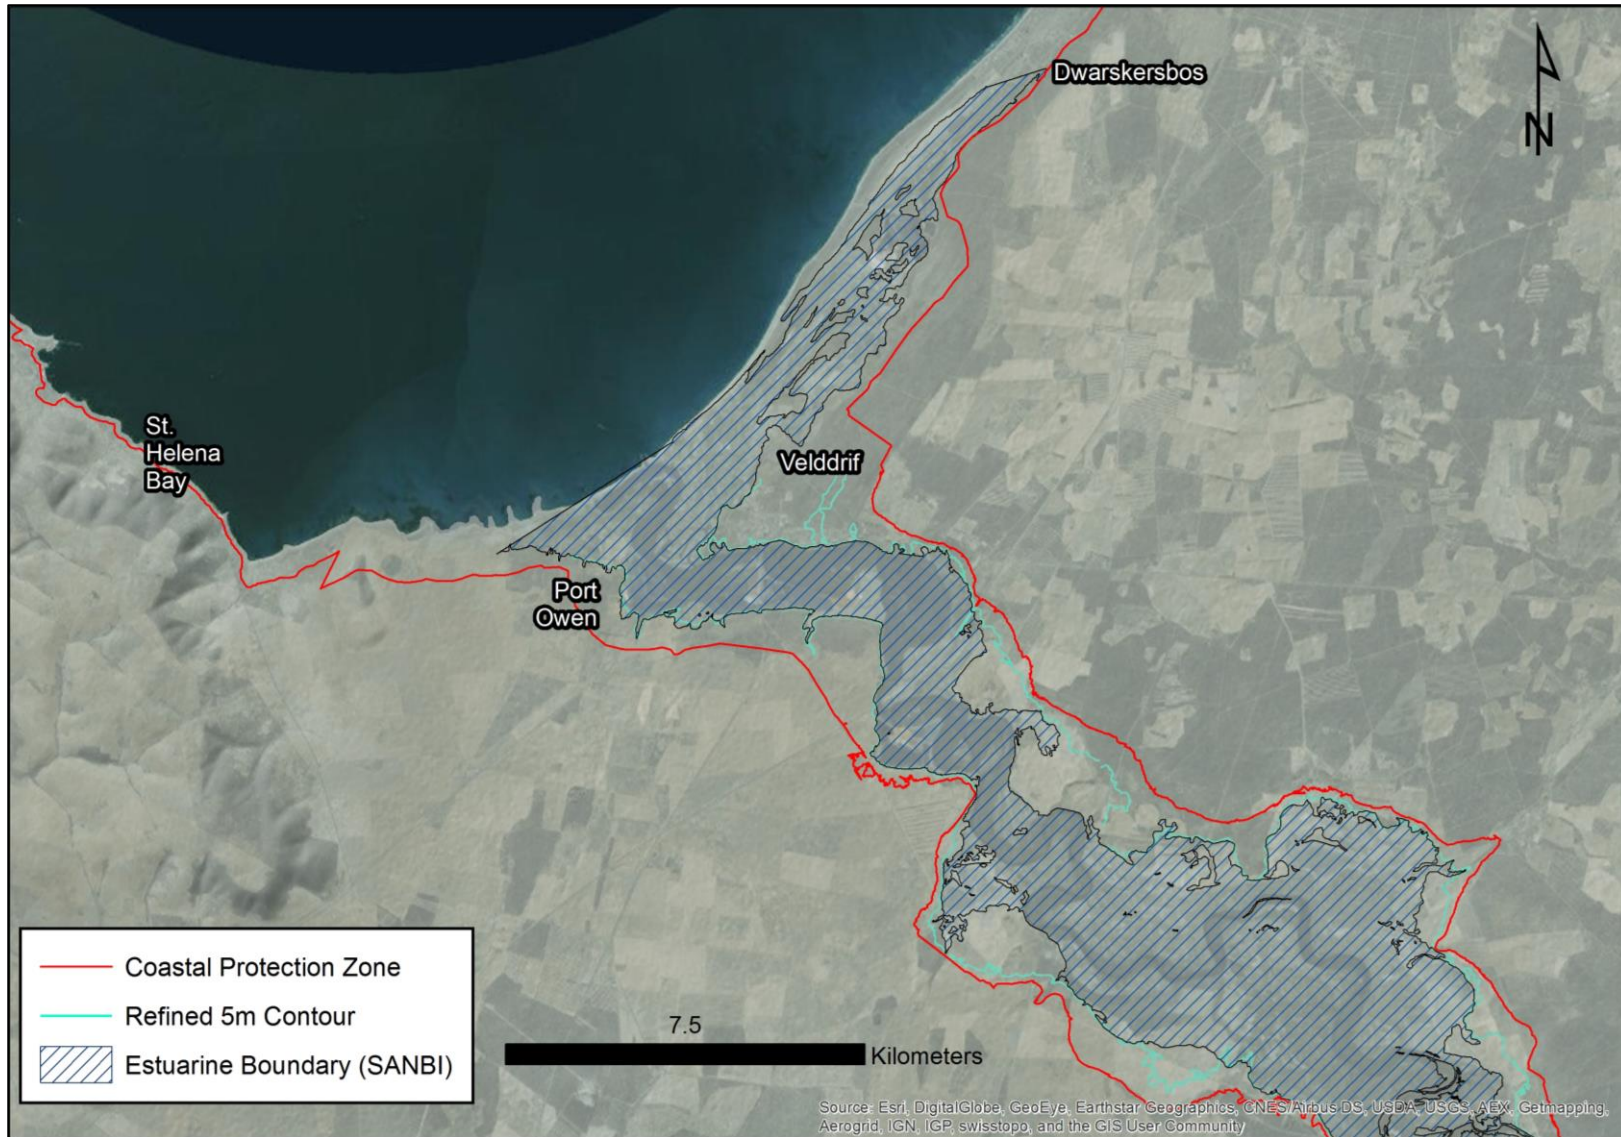 Dwarskersbos
N
St.
Helena
Bay
Velddrif
Port
Owen
Coastal Protection Zone
Refined 5m Contour
Estuarine Boundary (SANBI)
7.5
Kilometers
Source: Esri, DigitalGlobe, GeoEye, Earthstar Geographics, CNES/Airbus DS, USDA, USGS, AEX, Getmapping,
Aerogrid, IGN, IGP, swisstopo, and the GIS User Community